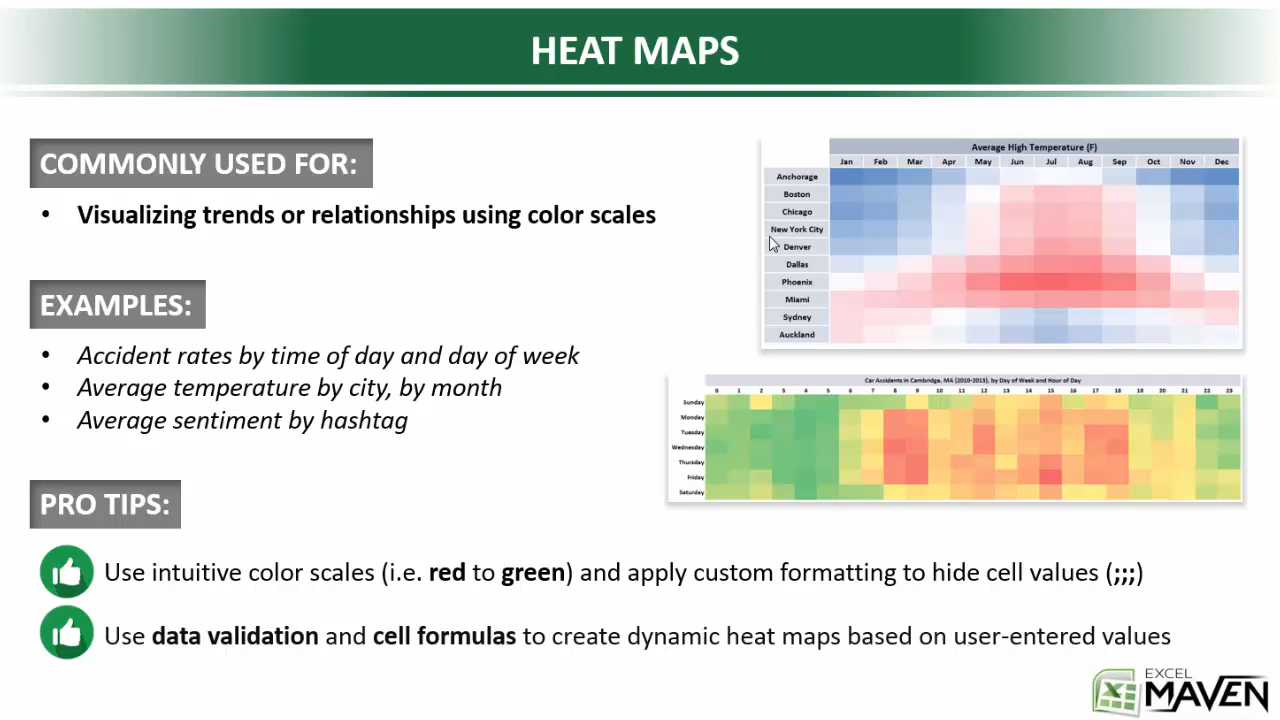 HEAT MAPS
COMMONLY USED FOR:
• Visualizing trends or relationships using color scales
EXAMPLES:
• Accident rates by time of day and day of week
• Average temperature by city, by month
• Average sentiment by hashtag
Average High Temperature (F)
Jan Feb Mar Apr May Jun Jul Aug Sep Oct Nov Dec
Anchorage
Boston
Chicago
New York City
Denver
Dallas
Phoenix
Miami
Sydney
Auckland
Car Accidents in Cambridge, MA (2010-2013), by Day of Week and Hour of Day
0 1 2 3 4 5 6 7 8 9 10 11 12 13 14 15 16 17 18 19 20 21 22 23
Sunday
Monday
Tuesday
Wednesday
Thursday
Friday
Saturday
PRO TIPS:
Use intuitive color scales (i.e. red to green) and apply custom formatting to hide cell values (;;;)
Use data validation and cell formulas to create dynamic heat maps based on user-entered values
EXCEL
MAVEN